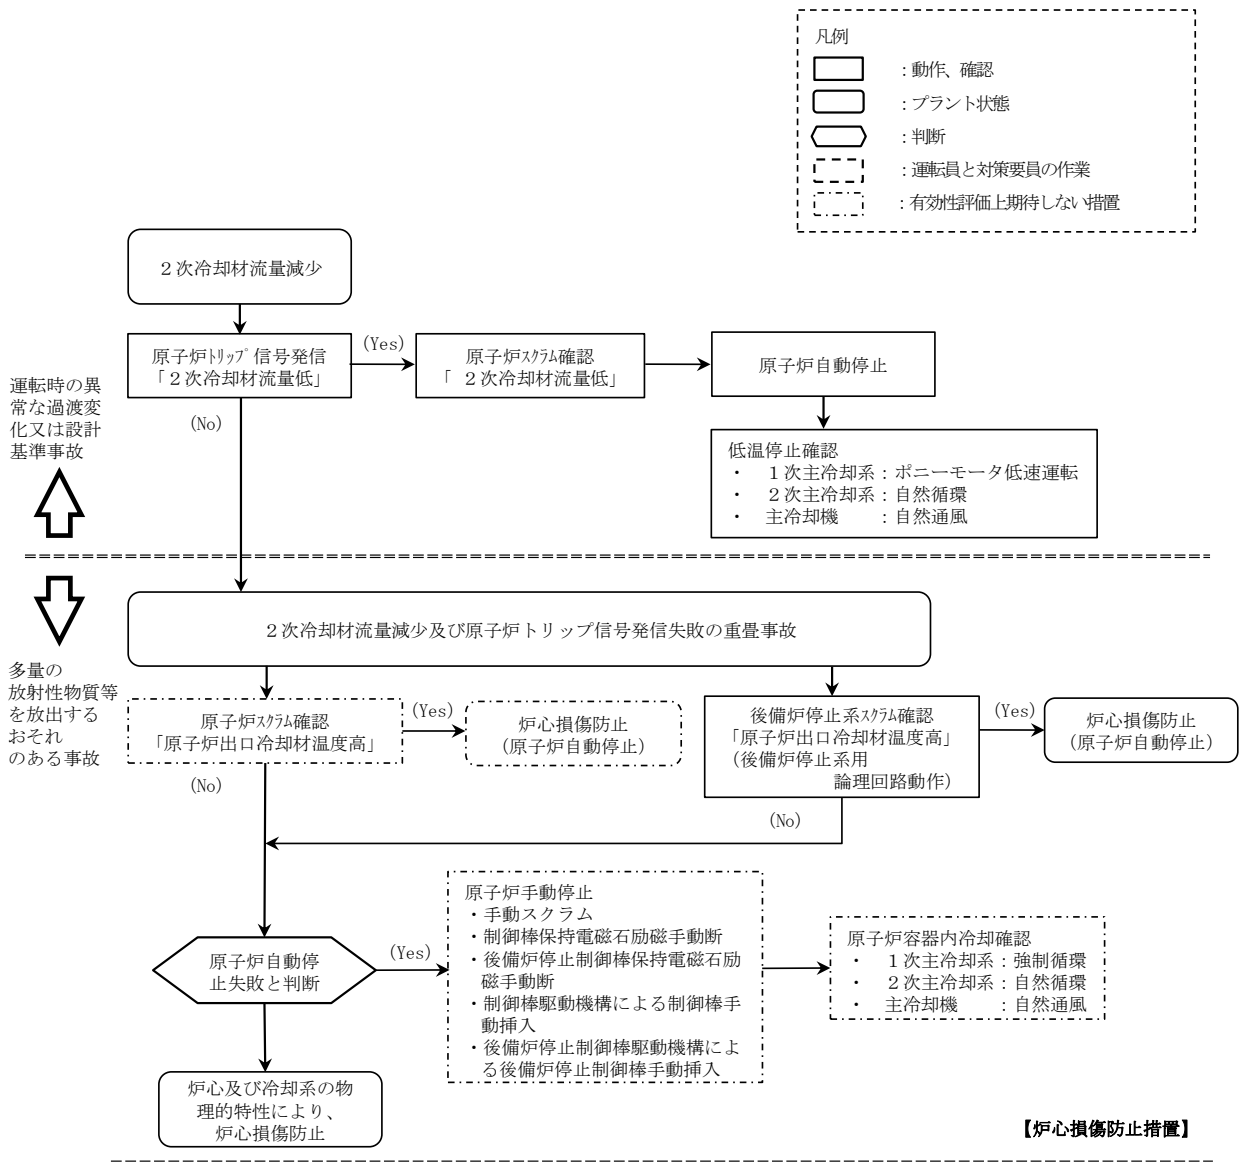 凡例
：動作、確認
：プラント状態
：判断
：運転員と対策要員の作業
：有効性評価上期待しない措置
２次冷却材流量減少
原子炉ﾄﾘｯﾌﾟ信号発信
「２次冷却材流量低」
(Yes)
原子炉ｽｸﾗﾑ確認
「 ２次冷却材流量低」
原子炉自動停止
(No)
低温停止確認
・　１次主冷却系：ポニーモータ低速運転
・　２次主冷却系：自然循環
・　主冷却機　　：自然通風
運転時の異
常な過渡変
化又は設計
基準事故
多量の
放射性物質等
を放出する
おそれ
のある事故
２次冷却材流量減少及び原子炉トリップ信号発信失敗の重畳事故
原子炉ｽｸﾗﾑ確認
「原子炉出口冷却材温度高」
(Yes)
炉心損傷防止
（原子炉自動停止）
(No)
後備炉停止系ｽｸﾗﾑ確認
「原子炉出口冷却材温度高」
（後備炉停止系用
論理回路動作）
(Yes)
炉心損傷防止
（原子炉自動停止）
(No)
原子炉自動停
止失敗と判断
(Yes)
原子炉手動停止
・手動スクラム
・制御棒保持電磁石励磁手動断
・後備炉停止制御棒保持電磁石励
磁手動断
・制御棒駆動機構による制御棒手
動挿入
・後備炉停止制御棒駆動機構によ
る後備炉停止制御棒手動挿入
原子炉容器内冷却確認
・　１次主冷却系：強制循環
・　２次主冷却系：自然循環
・　主冷却機　　：自然通風
炉心及び冷却系の物
理的特性により、
炉心損傷防止
【炉心損傷防止措置】